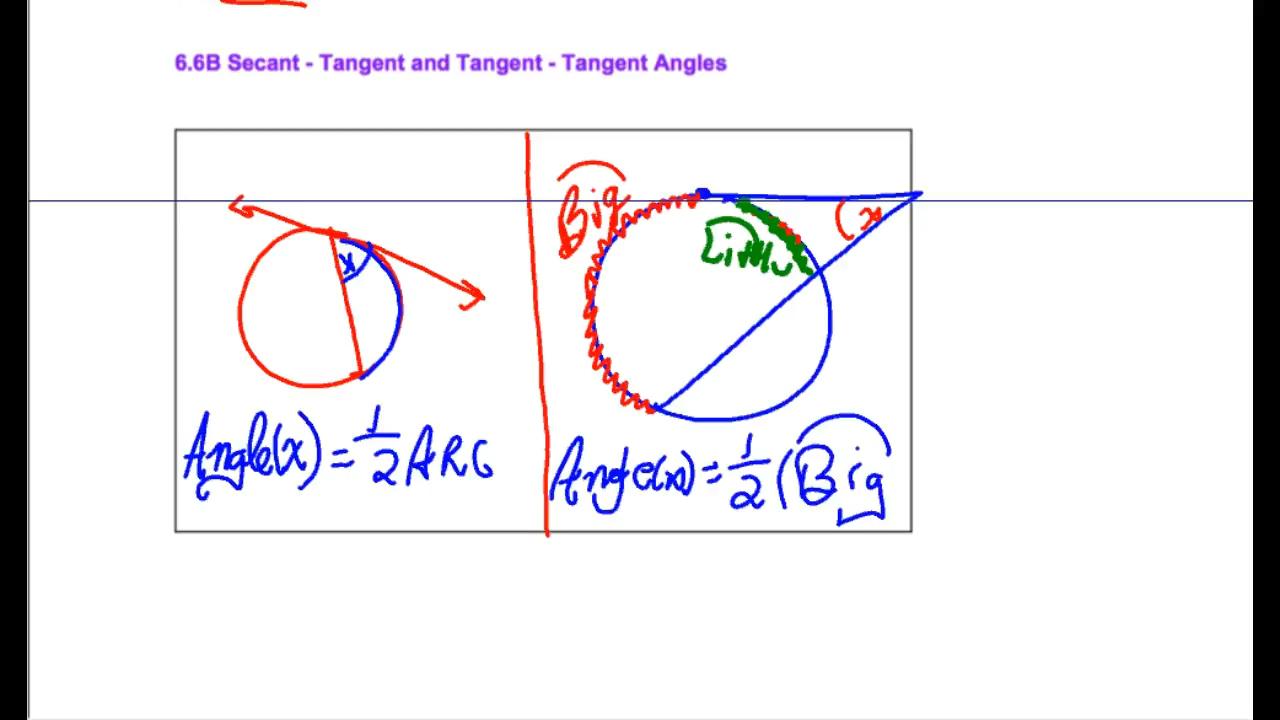 6.6B Secant - Tangent and Tangent - Tangent Angles
Big
Little
x
x
Angle(x) = 1/2 ARC
Angle(x) = 1/2 (Big